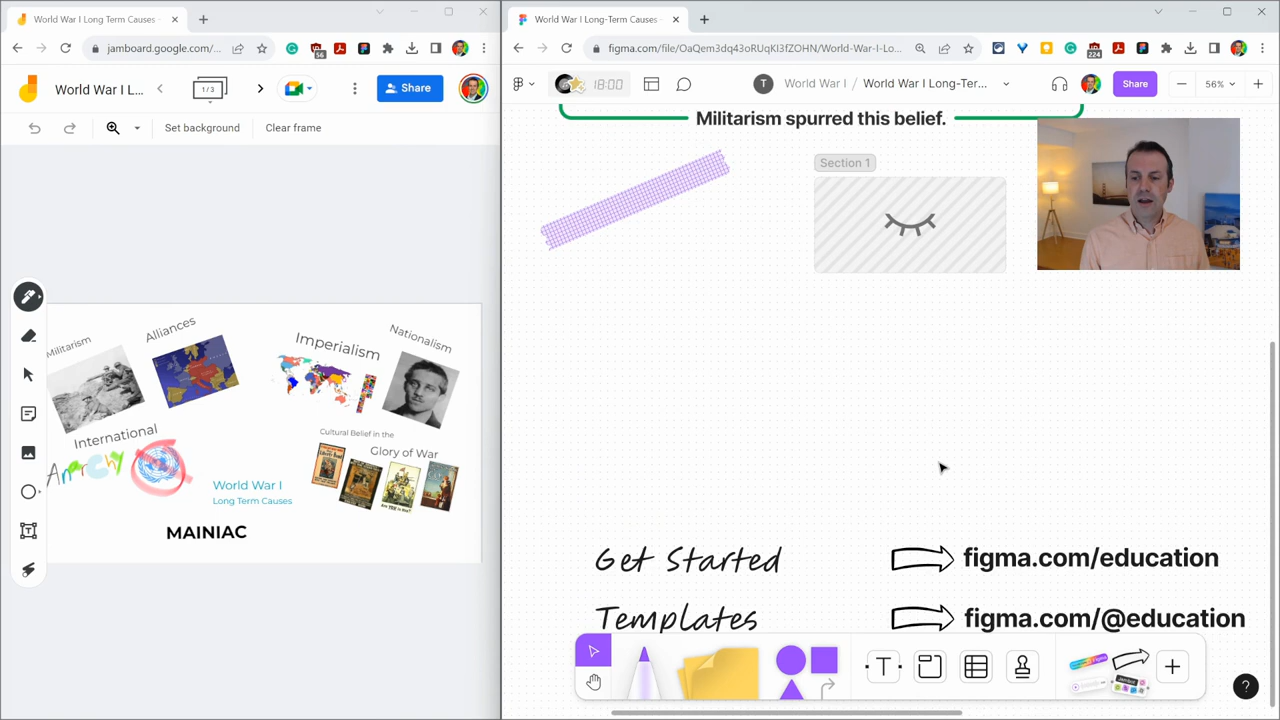 World War I Long Term Causes -
World War I Long-Term Causes -
jamboard.google.com/...
56
figma.com/file/OaQem3dq43oRUqKI3fZOHN/World-War-I-Lo...
224
World War I L...
1/3
Share
18:00
T
World War I / World War I Long-Ter...
Share
56%
Set background
Clear frame
Militarism spurred this belief.
Section 1
Militarism
Alliances
Imperialism
Nationalism
International
Anarchy
Cultural Belief in the
Glory of War
World War I
Long Term Causes
MAINIAC
Get Started
figma.com/education
Templates
figma.com/@education
T
?